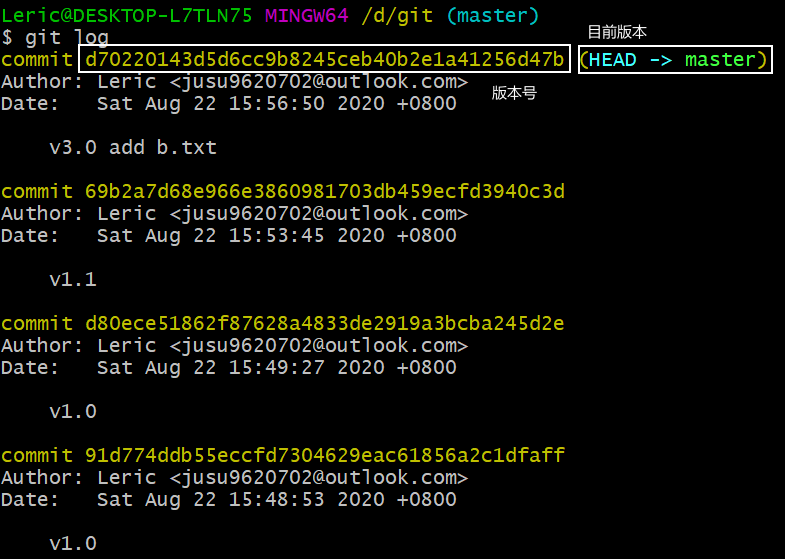 Leric@DESKTOP-L7TLN75 MINGW64 /d/git (master)
目前版本
$ git log
commit d70220143d5d6cc9b8245ceb40b2e1a41256d47b (HEAD -> master)
Author: Leric <jusu9620702@outlook.com>
版本号
Date:   Sat Aug 22 15:56:50 2020 +0800
v3.0 add b.txt
commit 69b2a7d68e966e3860981703db459ecfd3940c3d
Author: Leric <jusu9620702@outlook.com>
Date:   Sat Aug 22 15:53:45 2020 +0800
v1.1
commit d80ece51862f87628a4833de2919a3bcba245d2e
Author: Leric <jusu9620702@outlook.com>
Date:   Sat Aug 22 15:49:27 2020 +0800
v1.0
commit 91d774ddb55eccfd7304629eac61856a2c1dfaff
Author: Leric <jusu9620702@outlook.com>
Date:   Sat Aug 22 15:48:53 2020 +0800
v1.0